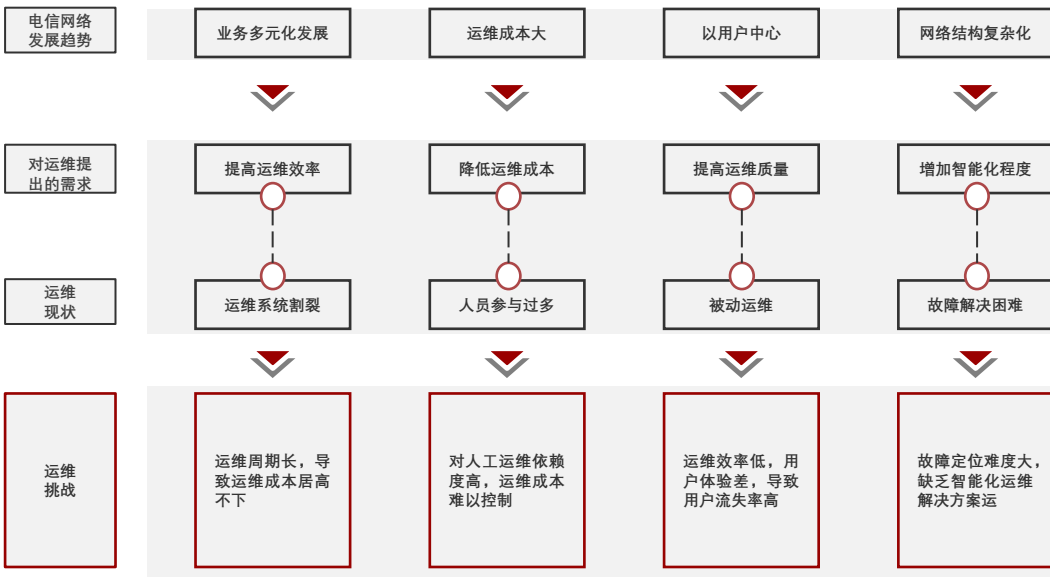 电信网络
发展趋势
业务多元化发展
运维成本大
以用户中心
网络结构复杂化
对运维提
出的需求
提高运维效率
降低运维成本
提高运维质量
增加智能化程度
运维
现状
运维系统割裂
人员参与过多
被动运维
故障解决困难
运维
挑战
运维周期长，导
致运维成本居高
不下
对人工运维依赖
度高，运维成本
难以控制
运维效率低，用
户体验差，导致
用户流失率高
故障定位难度大，
缺乏智能化运维
解决方案运